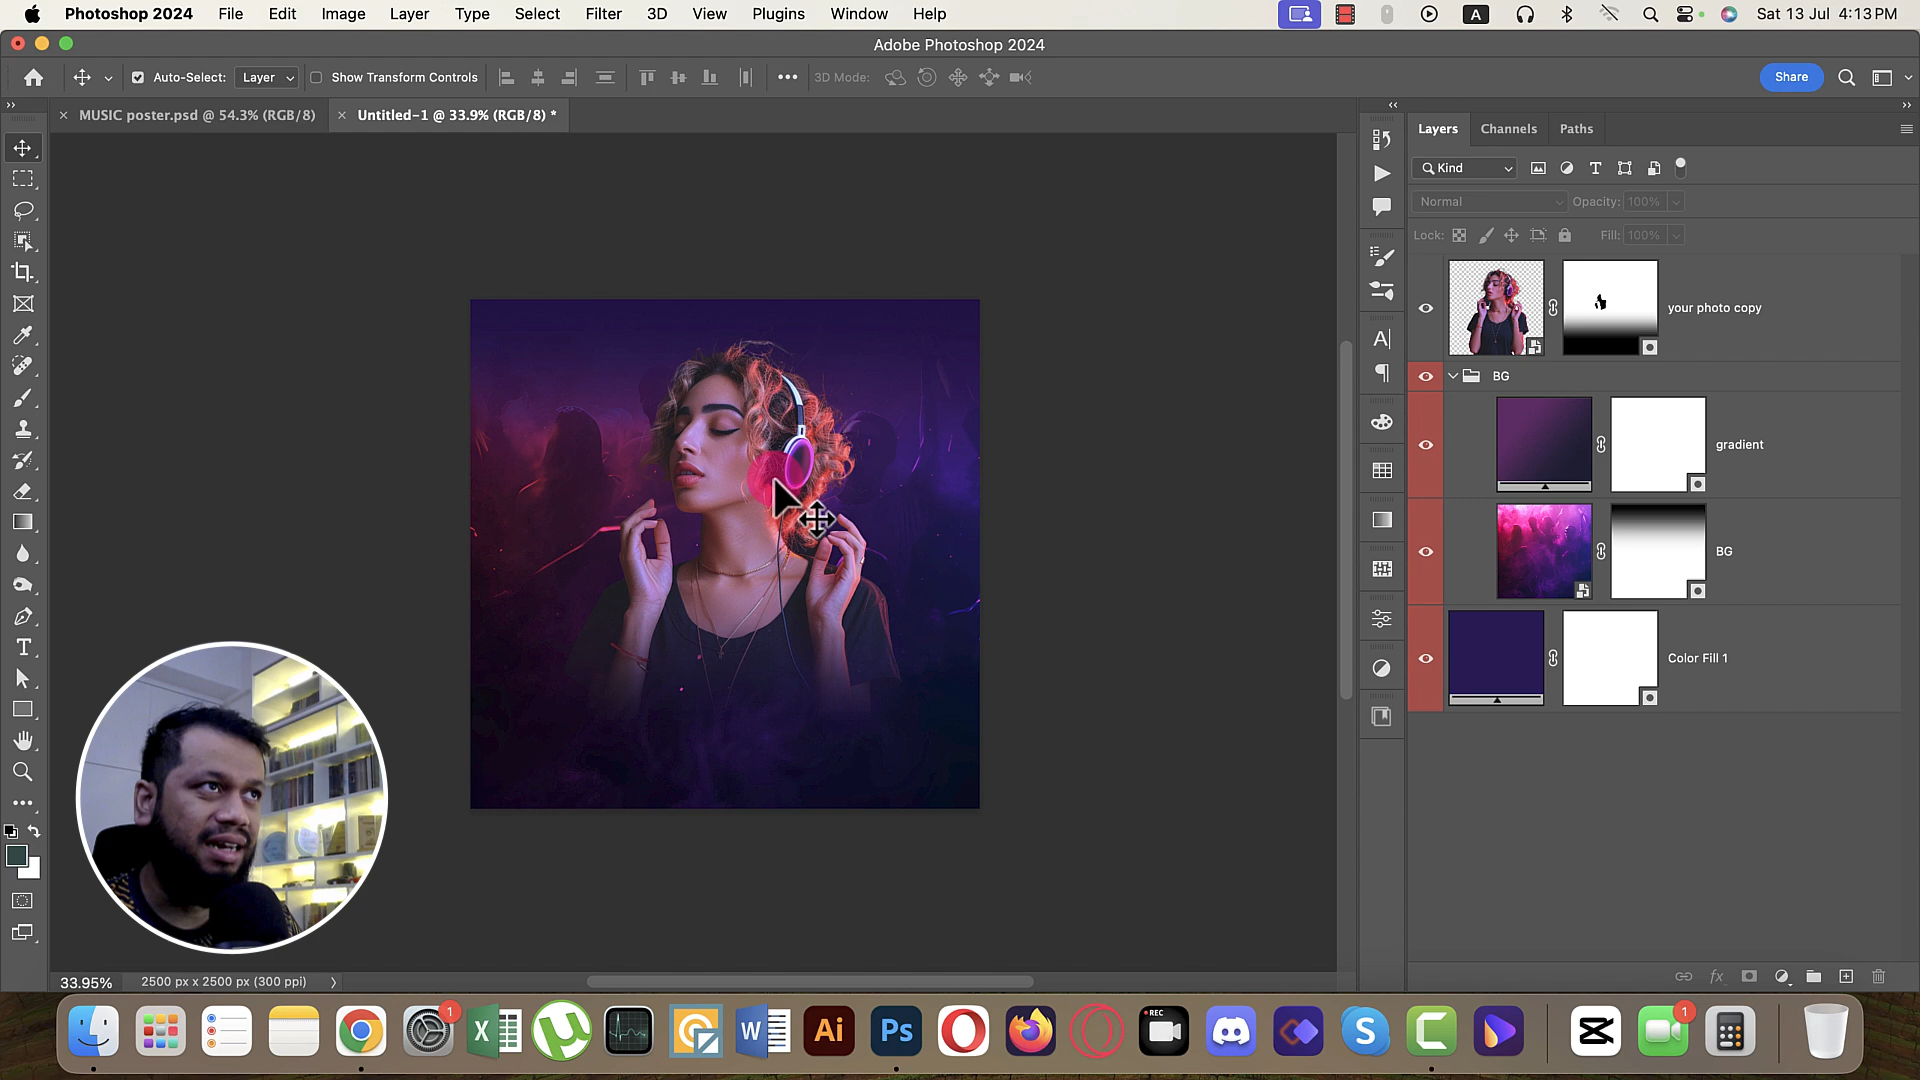 Photoshop 2024 File Edit Image Layer Type Select Filter 3D View Plugins Window Help A Sat 13 Jul 4:13 PM
Adobe Photoshop 2024
Auto-Select: Layer Show Transform Controls 3D Mode: Share
MUSIC poster.psd @ 54.3% (RGB/8) Untitled-1 @ 33.9% (RGB/8) *
Layers Channels Paths
Kind
Normal Opacity: 100%
Lock: Fill: 100%
your photo copy
BG
gradient
BG
Color Fill 1
33.95% 2500 px x 2500 px (300 ppi)
1 X W Ai Ps REC S 1